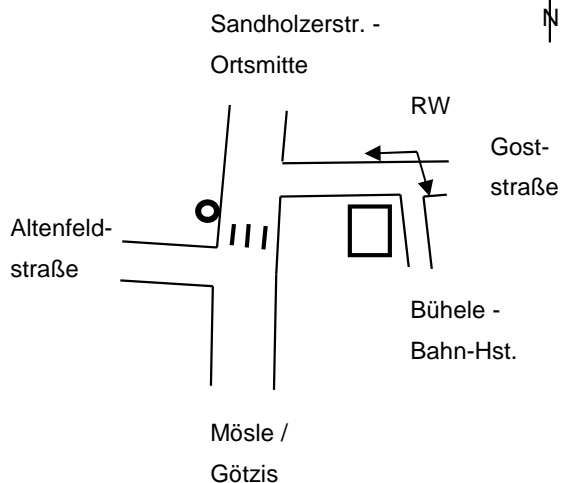 Sandholzerstr. -
Ortsmitte
N
RW
Gost-
straße
Altenfeld-
straße
Bühele -
Bahn-Hst.
Mösle /
Götzis